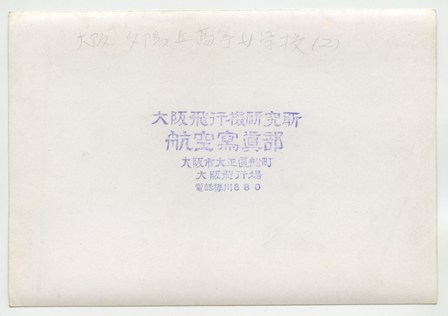 大阪 夕陽丘高等女学校(2)
大阪飛行機研究所
航空寫眞部
大阪市大正區船町
大阪飛行場
電話櫻川880